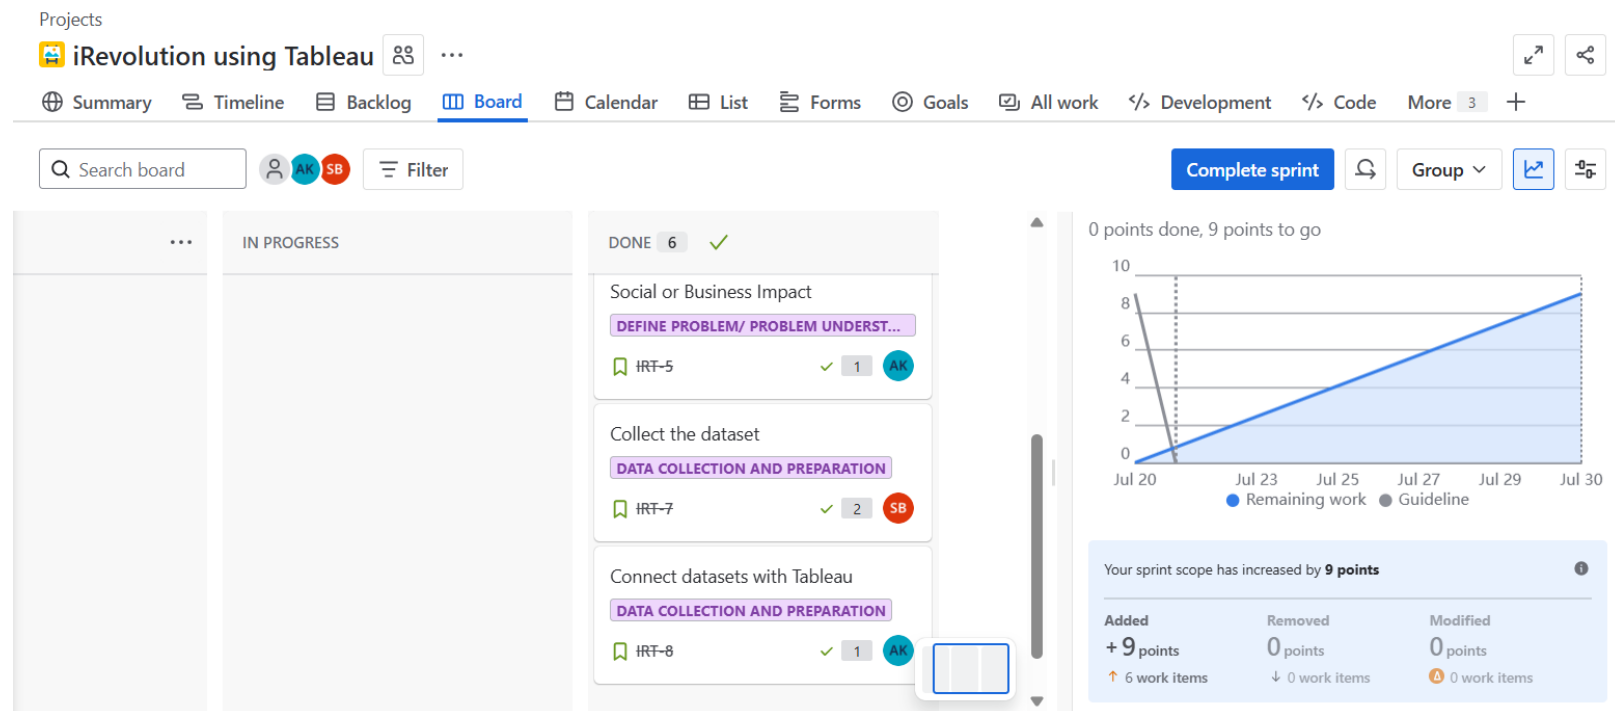 Projects
iRevolution using Tableau
Summary Timeline Backlog Board Calendar List Forms Goals All work Development Code More 3
Search board AK SB Filter Complete sprint Group
IN PROGRESS
DONE 6
Social or Business Impact
DEFINE PROBLEM/ PROBLEM UNDERST...
IRT-5 1 AK
Collect the dataset
DATA COLLECTION AND PREPARATION
IRT-7 2 SB
Connect datasets with Tableau
DATA COLLECTION AND PREPARATION
IRT-8 1 AK
0 points done, 9 points to go
10
8
6
4
2
0
Jul 20 Jul 23 Jul 25 Jul 27 Jul 29 Jul 30
Remaining work Guideline
Your sprint scope has increased by 9 points
Added Removed Modified
+ 9 points 0 points 0 points
6 work items 0 work items 0 work items